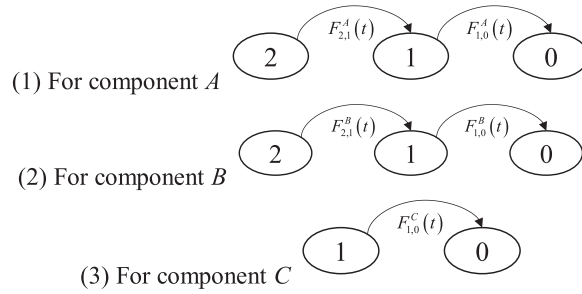 F^A_{2,1}(t) F^A_{1,0}(t)
2 1 0
(1) For component A
F^B_{2,1}(t) F^B_{1,0}(t)
2 1 0
(2) For component B
F^C_{1,0}(t)
1 0
(3) For component C